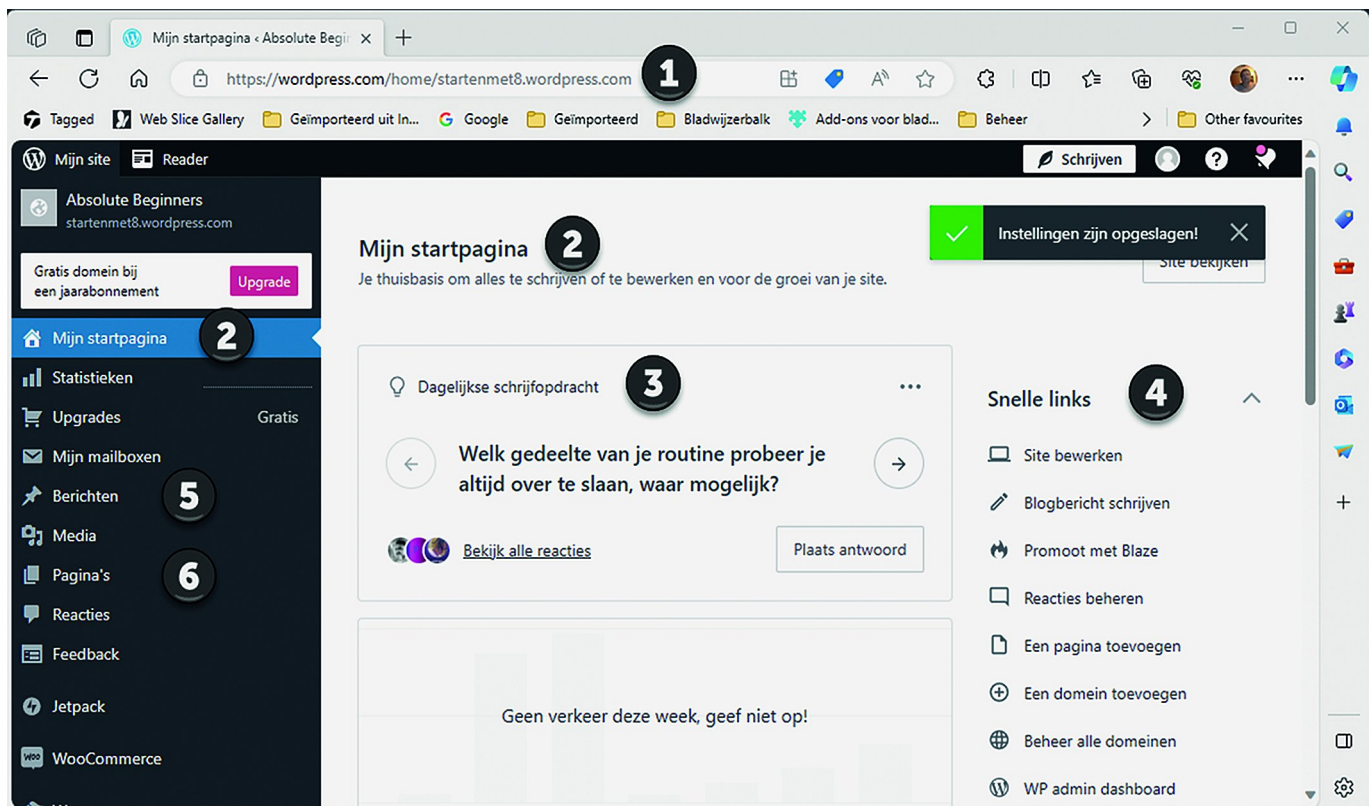 Mijn startpagina ‹ Absolute Begir
https://wordpress.com/home/startenmet8.wordpress.com
1
Tagged
Web Slice Gallery
Geïmporteerd uit In...
Google
Geïmporteerd
Bladwijzerbalk
Add-ons voor blad...
Beheer
Other favourites
Mijn site
Reader
Schrijven
Absolute Beginners
startenmet8.wordpress.com
Gratis domein bij
een jaarabonnement
Upgrade
Mijn startpagina
2
Statistieken
Upgrades
Gratis
Mijn mailboxen
Berichten
5
Media
Pagina's
6
Reacties
Feedback
Jetpack
WOO
WooCommerce
Mijn startpagina
2
Je thuisbasis om alles te schrijven of te bewerken en voor de groei van je site.
Instellingen zijn opgeslagen!
Site bekijken
Dagelijkse schrijfopdracht
3
Welk gedeelte van je routine probeer je
altijd over te slaan, waar mogelijk?
Bekijk alle reacties
Plaats antwoord
Geen verkeer deze week, geef niet op!
Snelle links
4
Site bewerken
Blogbericht schrijven
Promoot met Blaze
Reacties beheren
Een pagina toevoegen
Een domein toevoegen
Beheer alle domeinen
WP admin dashboard